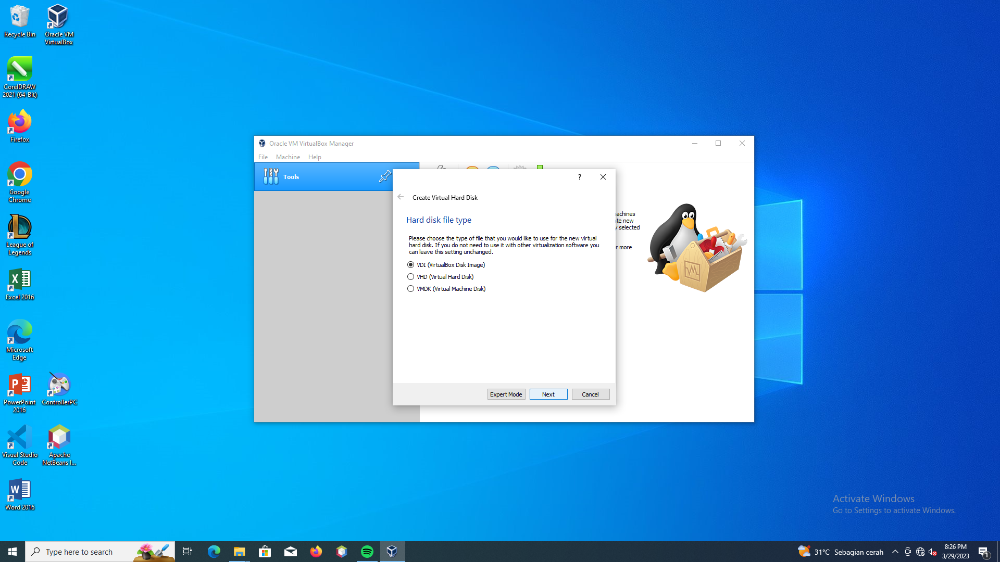 Recycle Bin
Oracle VM
VirtualBox
CorelDRAW
2021 (64-Bit)
Firefox
Google
Chrome
League of
Legends
Excel 2016
Microsoft
Edge
PowerPoint
2016
ControllerPC
Visual Studio
Code
Apache
NetBeans I...
Word 2016
Oracle VM VirtualBox Manager
File Machine Help
Tools
?
Create Virtual Hard Disk
Hard disk file type
Please choose the type of file that you would like to use for the new virtual
hard disk. If you do not need to use it with other virtualization software you
can leave this setting unchanged.
VDI (VirtualBox Disk Image)
VHD (Virtual Hard Disk)
VMDK (Virtual Machine Disk)
Expert Mode Next Cancel
selected
more
Activate Windows
Go to Settings to activate Windows.
Type here to search
31°C Sebagian cerah
8:26 PM
3/29/2023
1